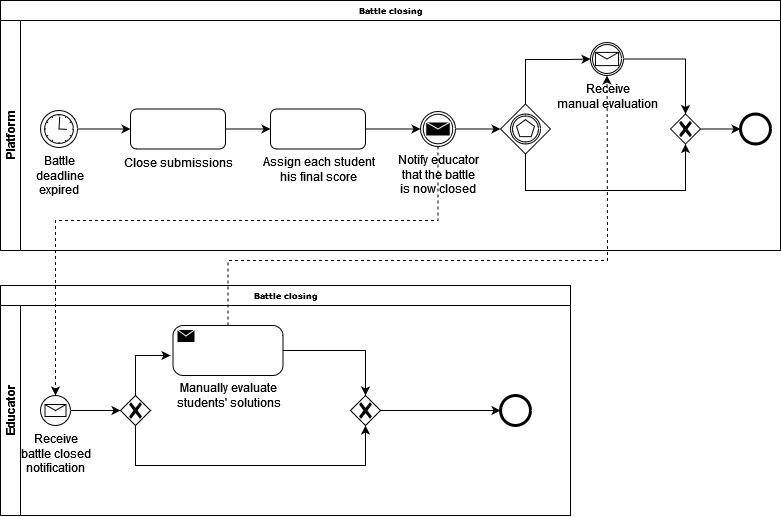 Battle closing
Platform
Battle
deadline
expired
Close submissions
Assign each student
his final score
Notify educator
that the battle
is now closed
Receive
manual evaluation
Battle closing
Educator
Receive
battle closed
notification
Manually evaluate
students' solutions